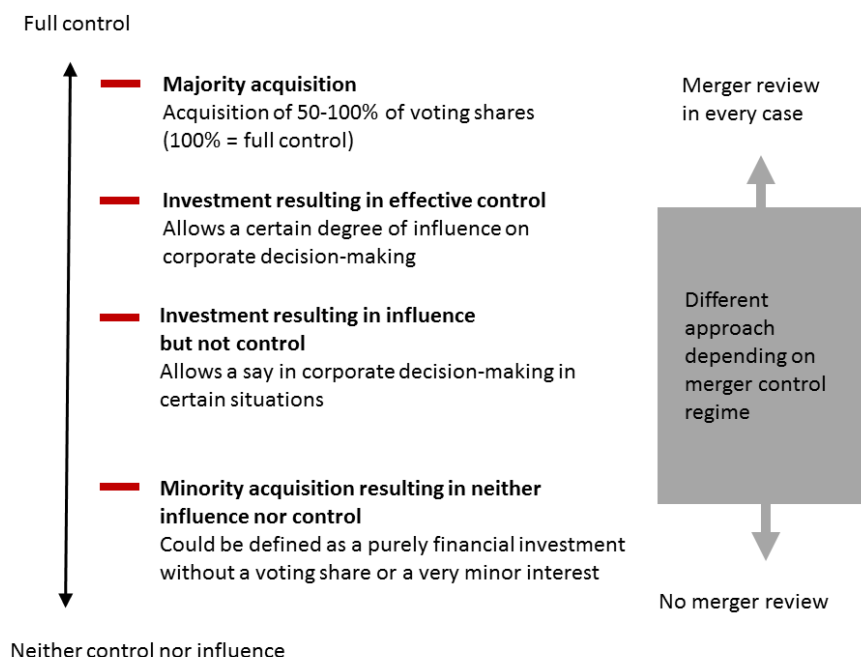 Full control
Majority acquisition
Acquisition of 50-100% of voting shares
(100% = full control)
Merger review
in every case
Investment resulting in effective control
Allows a certain degree of influence on
corporate decision-making
Investment resulting in influence
but not control
Allows a say in corporate decision-making in
certain situations
Different
approach
depending on
merger control
regime
Minority acquisition resulting in neither
influence nor control
Could be defined as a purely financial investment
without a voting share or a very minor interest
No merger review
Neither control nor influence